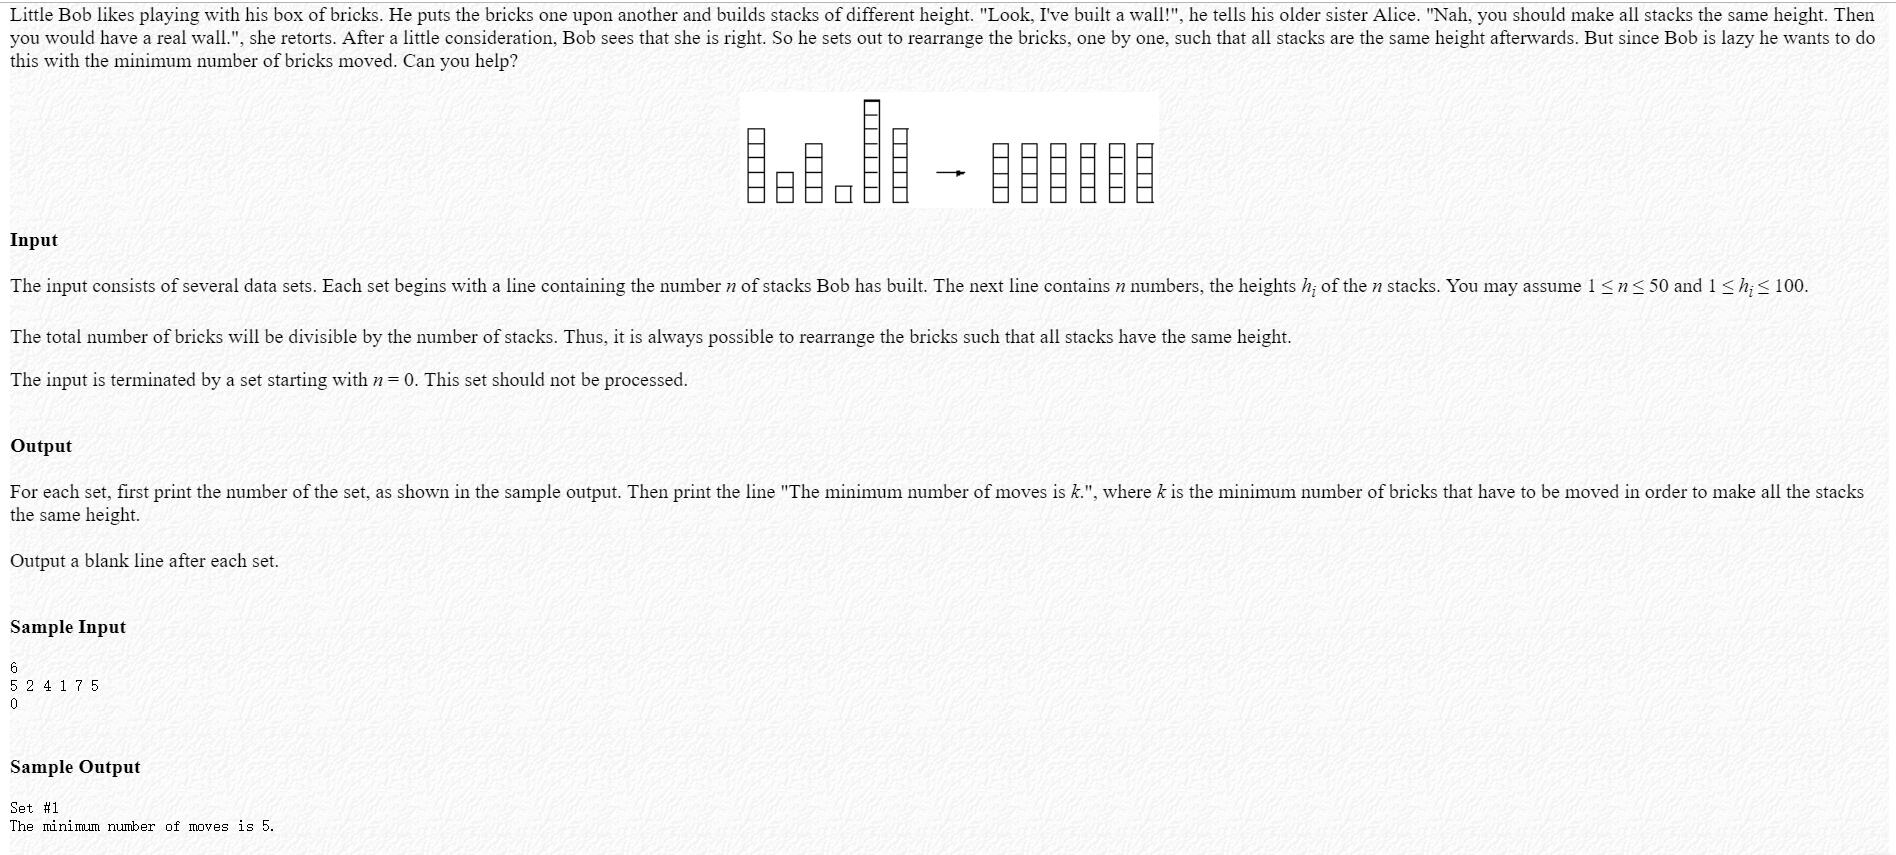 Little Bob likes playing with his box of bricks. He puts the bricks one upon another and builds stacks of different height. "Look, I've built a wall!", he tells his older sister Alice. "Nah, you should make all stacks the same height. Then
you would have a real wall.", she retorts. After a little consideration, Bob sees that she is right. So he sets out to rearrange the bricks, one by one, such that all stacks are the same height afterwards. But since Bob is lazy he wants to do
this with the minimum number of bricks moved. Can you help?
Input
The input consists of several data sets. Each set begins with a line containing the number n of stacks Bob has built. The next line contains n numbers, the heights hi of the n stacks. You may assume 1 ≤ n ≤ 50 and 1 ≤ hi ≤ 100.
The total number of bricks will be divisible by the number of stacks. Thus, it is always possible to rearrange the bricks such that all stacks have the same height.
The input is terminated by a set starting with n = 0. This set should not be processed.
Output
For each set, first print the number of the set, as shown in the sample output. Then print the line "The minimum number of moves is k.", where k is the minimum number of bricks that have to be moved in order to make all the stacks
the same height.
Output a blank line after each set.
Sample Input
6
5 2 4 1 7 5
0
Sample Output
Set #1
The minimum number of moves is 5.